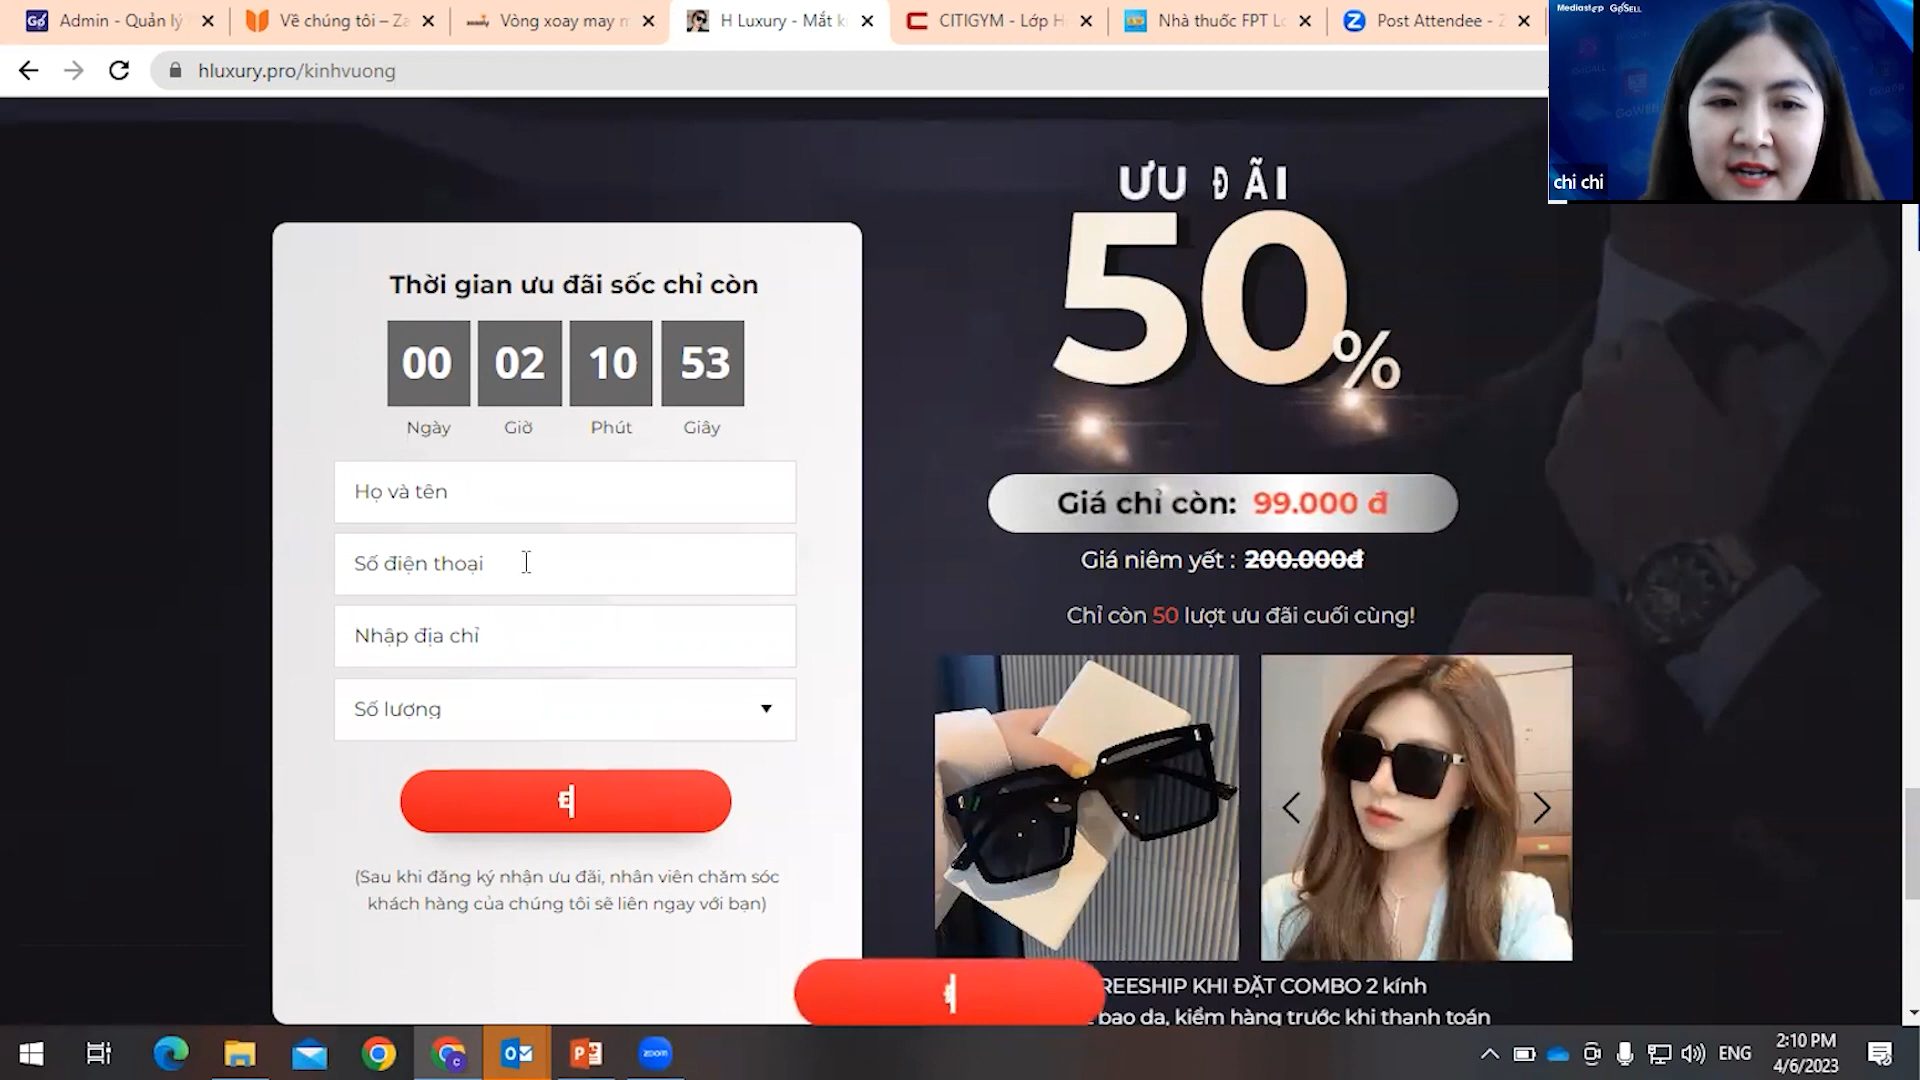 Admin - Quản lý
Về chúng tôi – Za
Vòng xoay may m
H Luxury - Mắt k
CITIGYM - Lớp H
Nhà thuốc FPT Lo
Post Attendee - Z
hluxury.pro/kinhvuong
Mediastep GoSELL
chi chi
ƯU ĐÃI
50%
Thời gian ưu đãi sốc chỉ còn
00 02 10 53
Ngày Giờ Phút Giây
Họ và tên
Số điện thoại
Nhập địa chỉ
Số lượng
Đ
(Sau khi đăng ký nhận ưu đãi, nhân viên chăm sóc
khách hàng của chúng tôi sẽ liên ngay với bạn)
Giá chỉ còn: 99.000 đ
Giá niêm yết : 200.000đ
Chỉ còn 50 lượt ưu đãi cuối cùng!
REESHIP KHI ĐẶT COMBO 2 kính
bao da, kiểm hàng trước khi thanh toán
zoom
ENG
2:10 PM
4/6/2023